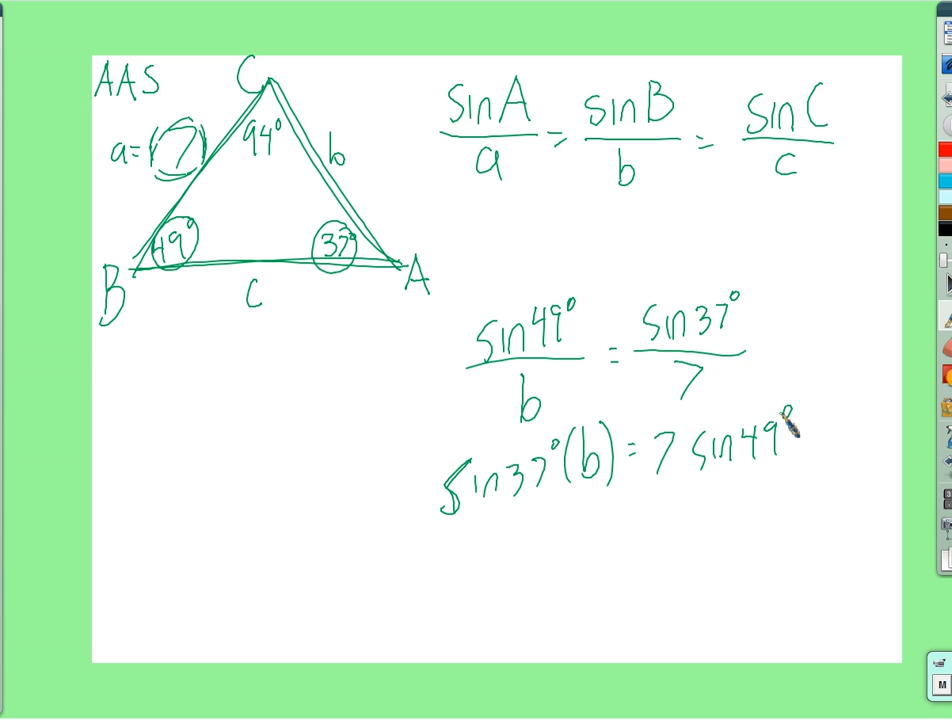 AAS
C
a=(7)
94°
b
49°
37°
B
c
A
sinA/a = sinB/b = sinC/c
sin49°/b = sin37°/7
sin37°(b) = 7 sin49°
M